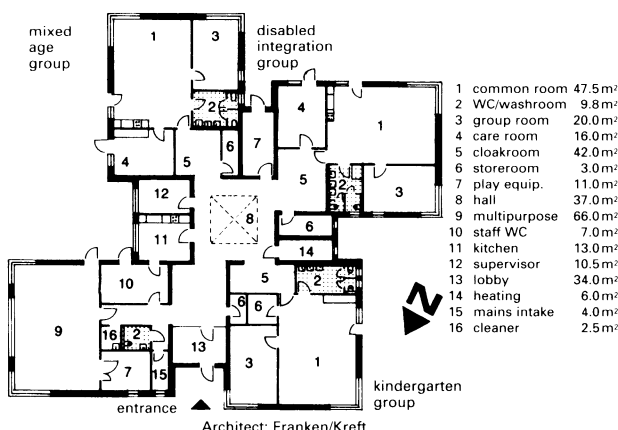 mixed
age
group
disabled
integration
group
1
3
2
4
5
6
7
4
1
5
2
3
12
8
11
6
14
10
5
2
9
6
6
16
2
13
3
1
7
15
entrance
kindergarten
group
N
1 common room 47.5 m²
2 WC/washroom 9.8 m²
3 group room 20.0 m²
4 care room 16.0 m²
5 cloakroom 42.0 m²
6 storeroom 3.0 m²
7 play equip. 11.0 m²
8 hall 37.0 m²
9 multipurpose 66.0 m²
10 staff WC 7.0 m²
11 kitchen 13.0 m²
12 supervisor 10.5 m²
13 lobby 34.0 m²
14 heating 6.0 m²
15 mains intake 4.0 m²
16 cleaner 2.5 m²
Architect: Franken/Kreft